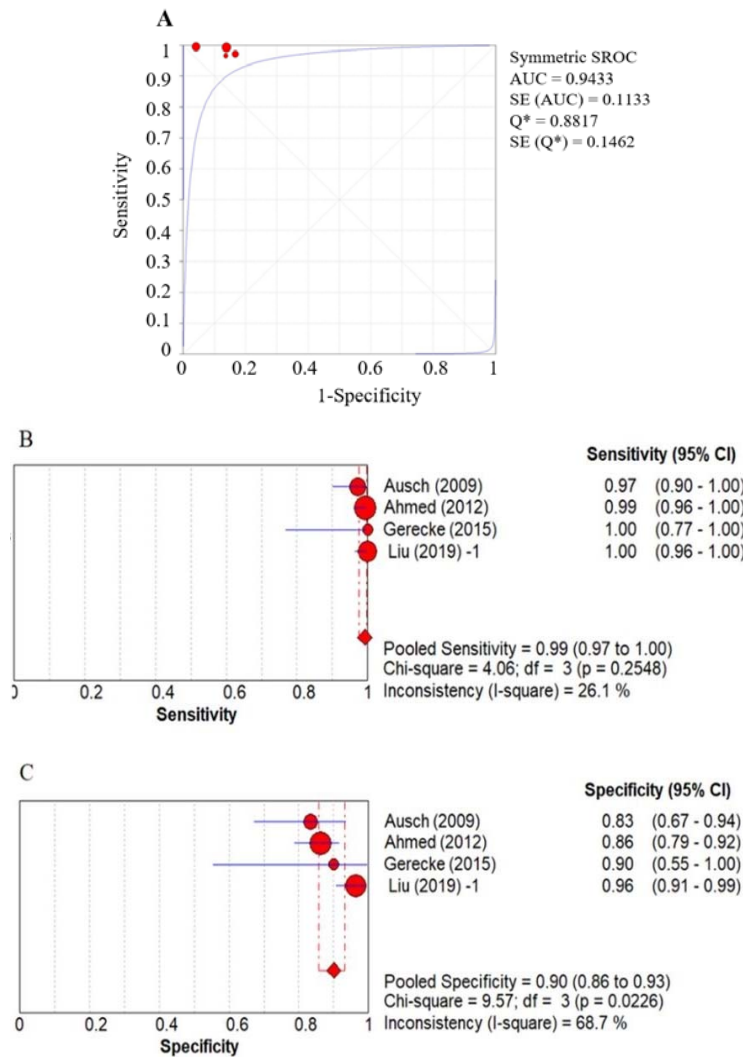 A
1
0.9
0.8
0.7
0.6
0.5
0.4
0.3
0.2
0.1
0
Sensitivity
0 0.2 0.4 0.6 0.8 1
1-Specificity
Symmetric SROC
AUC = 0.9433
SE (AUC) = 0.1133
Q* = 0.8817
SE (Q*) = 0.1462
B
Sensitivity (95% CI)
Ausch (2009) 0.97 (0.90 - 1.00)
Ahmed (2012) 0.99 (0.96 - 1.00)
Gerecke (2015) 1.00 (0.77 - 1.00)
Liu (2019) -1 1.00 (0.96 - 1.00)
Pooled Sensitivity = 0.99 (0.97 to 1.00)
Chi-square = 4.06; df = 3 (p = 0.2548)
Inconsistency (I-square) = 26.1 %
0 0.2 0.4 0.6 0.8 1
Sensitivity
C
Specificity (95% CI)
Ausch (2009) 0.83 (0.67 - 0.94)
Ahmed (2012) 0.86 (0.79 - 0.92)
Gerecke (2015) 0.90 (0.55 - 1.00)
Liu (2019) -1 0.96 (0.91 - 0.99)
Pooled Specificity = 0.90 (0.86 to 0.93)
Chi-square = 9.57; df = 3 (p = 0.0226)
Inconsistency (I-square) = 68.7 %
0 0.2 0.4 0.6 0.8 1
Specificity